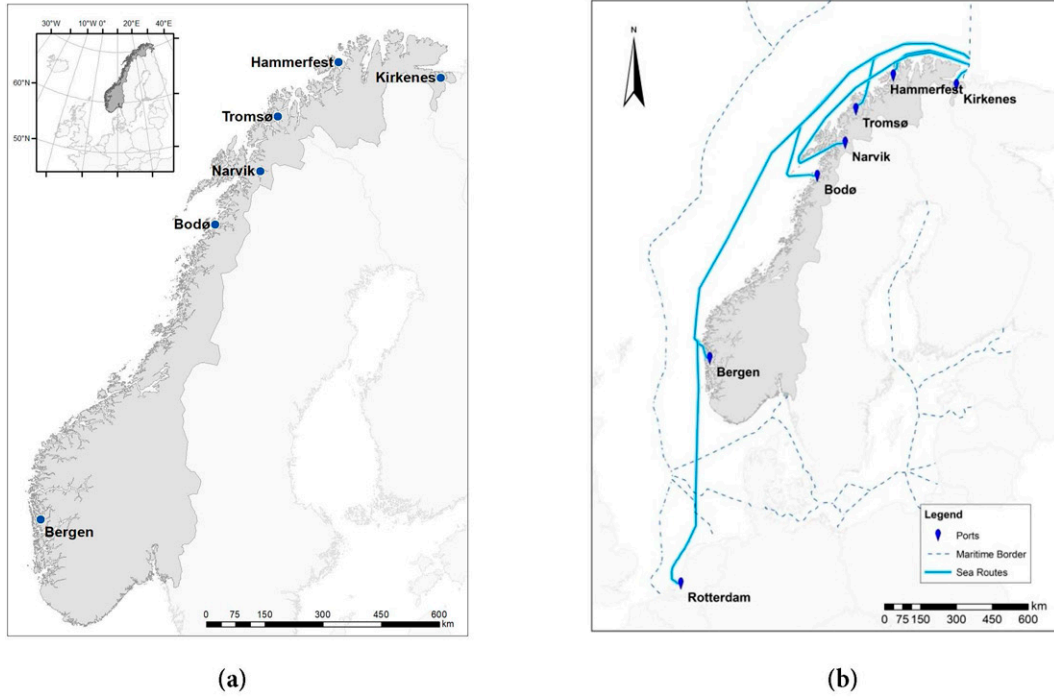 30°W 10°W 0° 20°E 40°E
60°N
50°N
Hammerfest
Kirkenes
Tromsø
Narvik
Bodø
Bergen
0 75 150 300 450 600
km
(a)
N
Hammerfest
Kirkenes
Tromsø
Narvik
Bodø
Bergen
Rotterdam
Legend
Ports
Maritime Border
Sea Routes
0 75 150 300 450 600
km
(b)